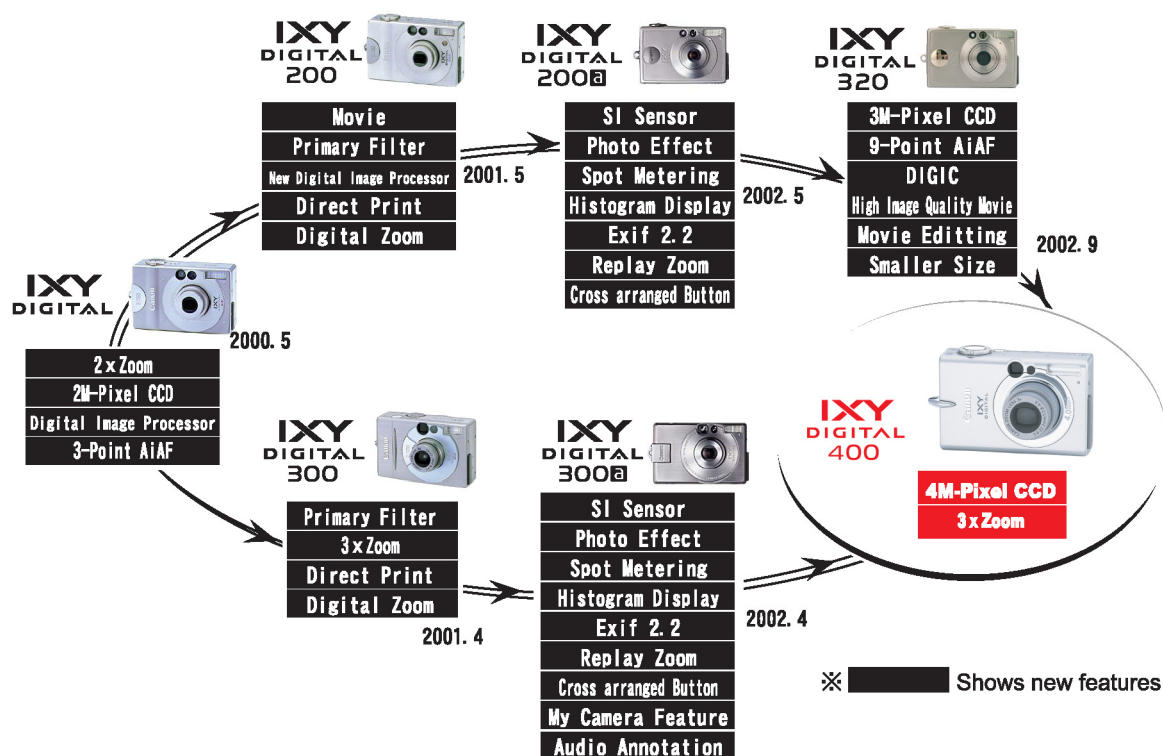 IXY
DIGITAL
200
Movie
Primary Filter
New Digital Image Processor
Direct Print
Digital Zoom
2001. 5
IXY
DIGITAL
200a
SI Sensor
Photo Effect
Spot Metering
Histogram Display
Exif 2.2
Replay Zoom
Cross arranged Button
2002. 5
IXY
DIGITAL
320
3M-Pixel CCD
9-Point AiAF
DIGIC
High Image Quality Movie
Movie Editting
Smaller Size
2002. 9
IXY
DIGITAL
Canon
IXY
2000. 5
2xZoom
2M-Pixel CCD
Digital Image Processor
3-Point AiAF
IXY
DIGITAL
300
Primary Filter
3xZoom
Direct Print
Digital Zoom
2001. 4
IXY
DIGITAL
300a
SI Sensor
Photo Effect
Spot Metering
Histogram Display
Exif 2.2
Replay Zoom
Cross arranged Button
My Camera Feature
Audio Annotation
2002. 4
IXY
DIGITAL
400
Canon
IXY
DIGITAL
4M-Pixel CCD
3xZoom
※ Shows new features